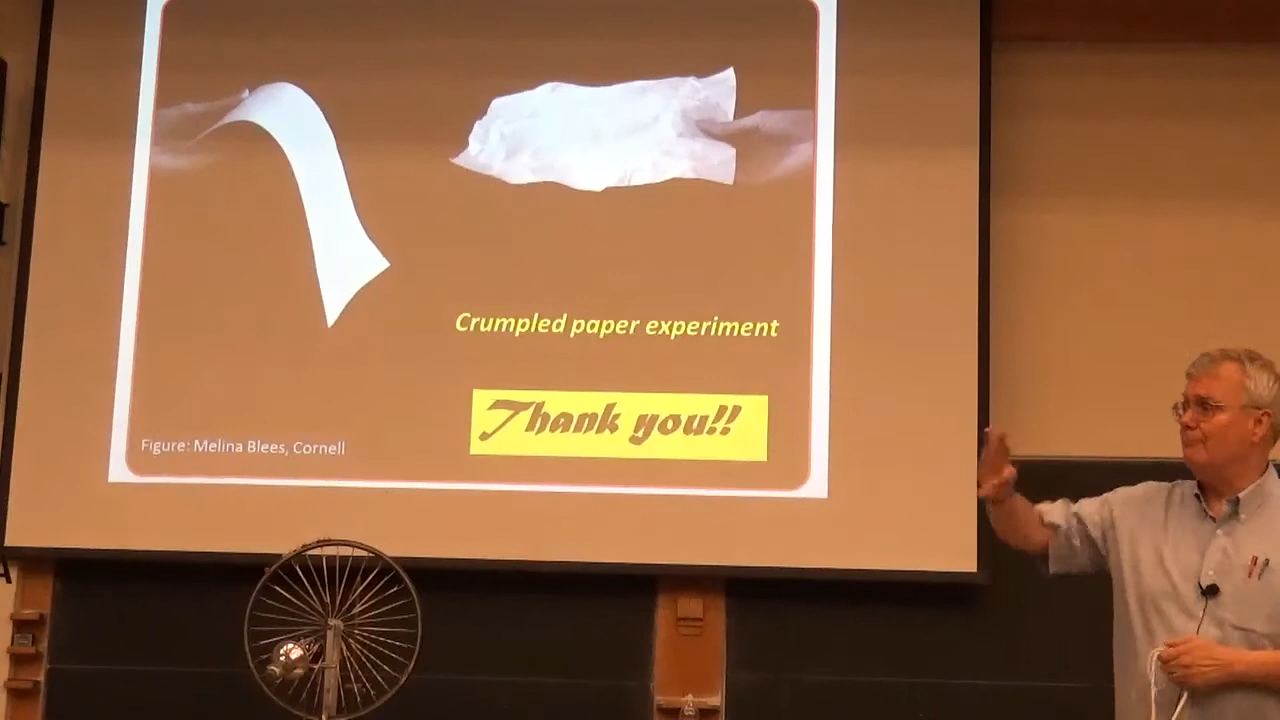 Crumpled paper experiment
Thank you!!
Figure: Melina Blees, Cornell